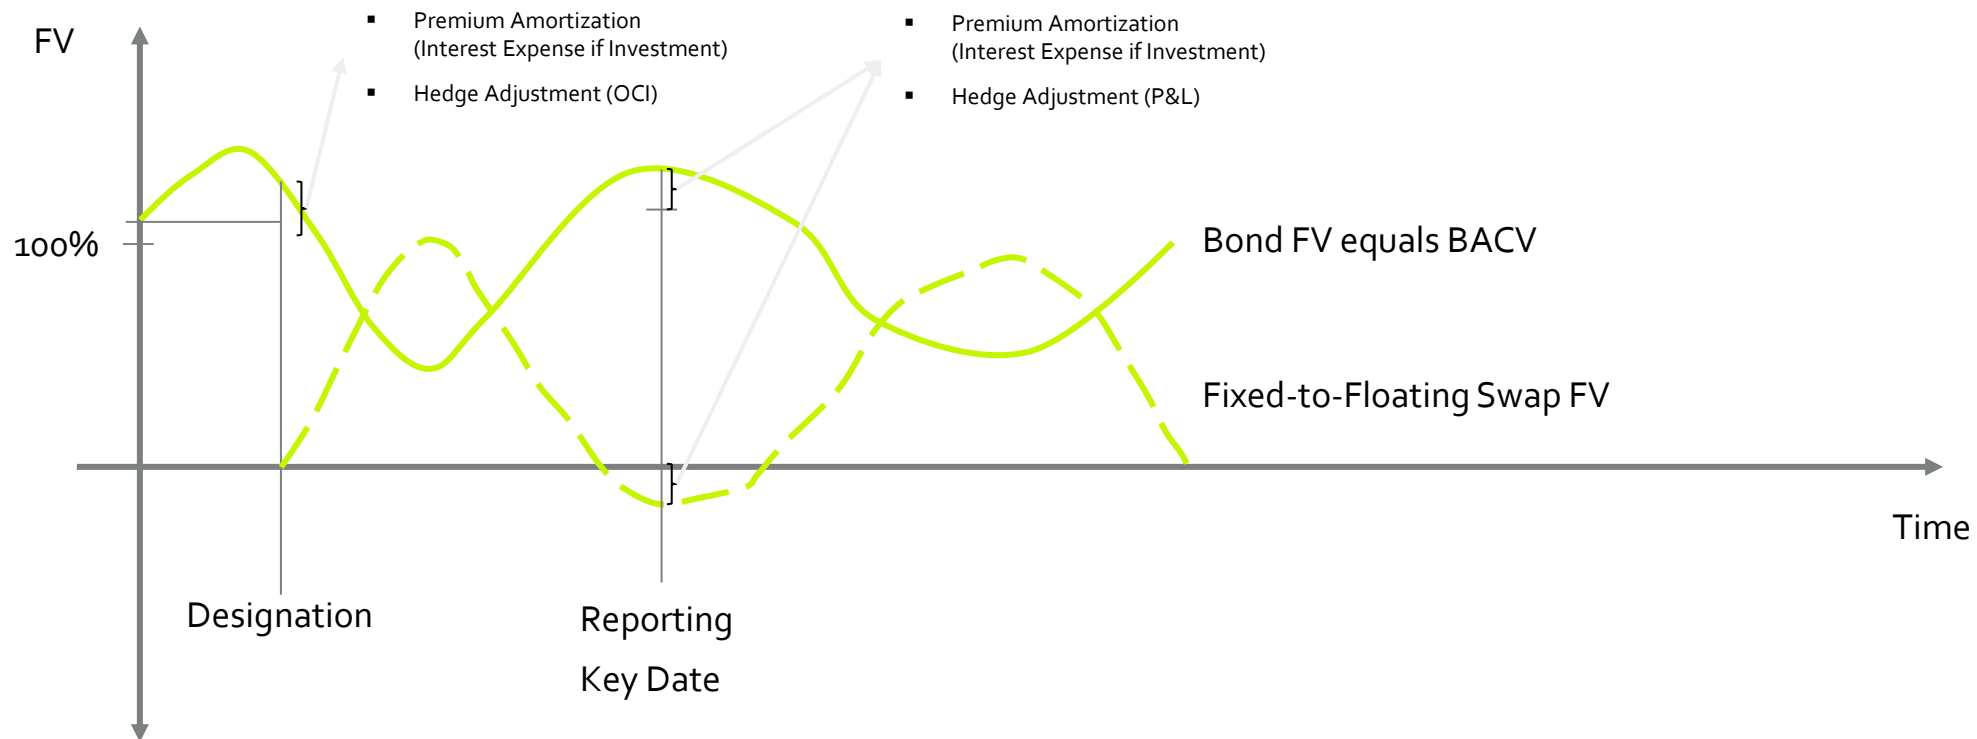 FV
▪ Premium Amortization
(Interest Expense if Investment)
▪ Hedge Adjustment (OCI)
▪ Premium Amortization
(Interest Expense if Investment)
▪ Hedge Adjustment (P&L)
100%
Bond FV equals BACV
Fixed-to-Floating Swap FV
Time
Designation
Reporting
Key Date